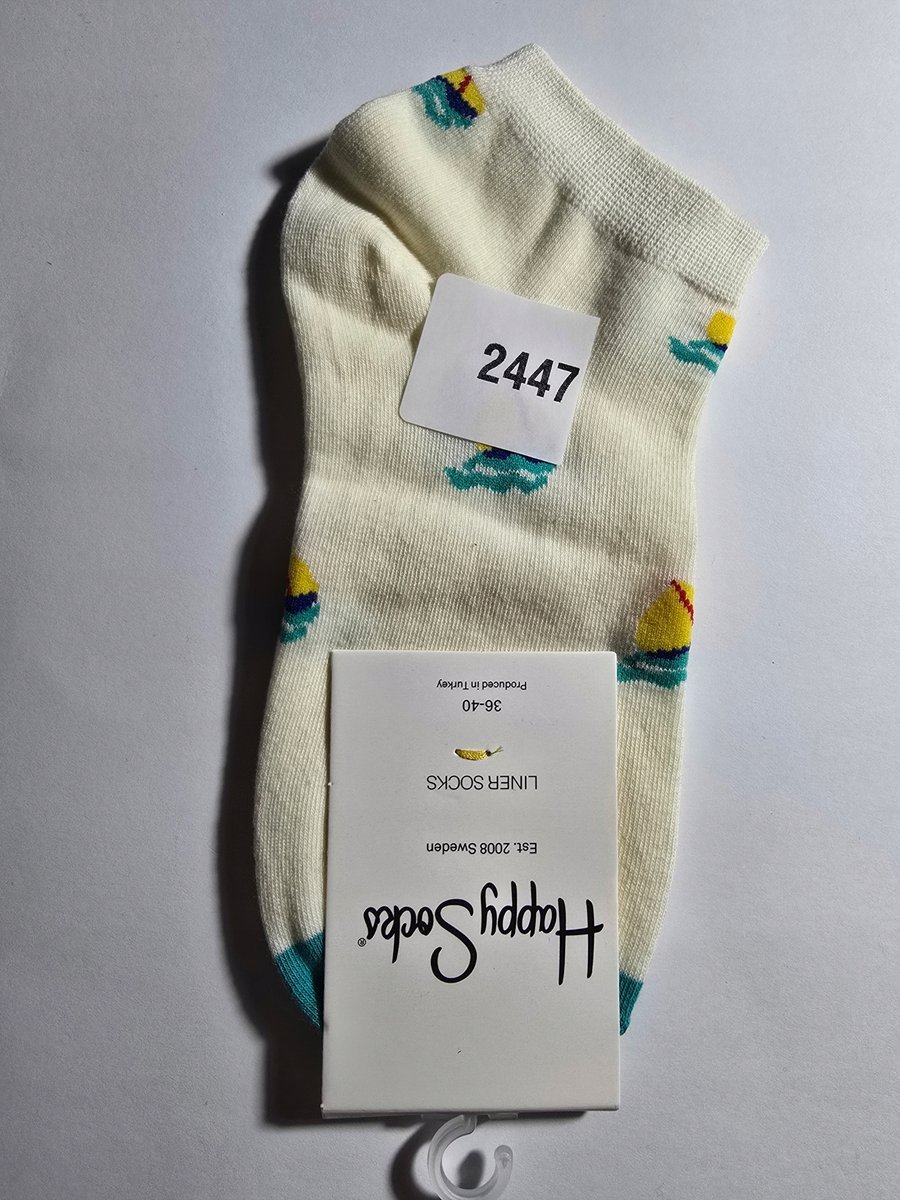 2447
Happy Socks®
Est. 2008 Sweden
LINER SOCKS
36-40
Produced in Turkey